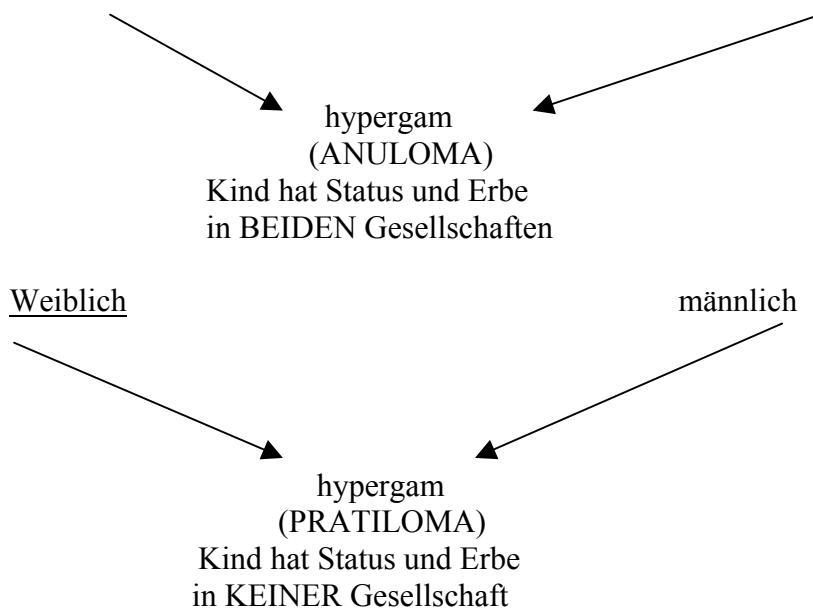 hypergam
(ANULOMA)
Kind hat Status und Erbe
in BEIDEN Gesellschaften
Weiblich männlich
hypergam
(PRATILOMA)
Kind hat Status und Erbe
in KEINER Gesellschaft